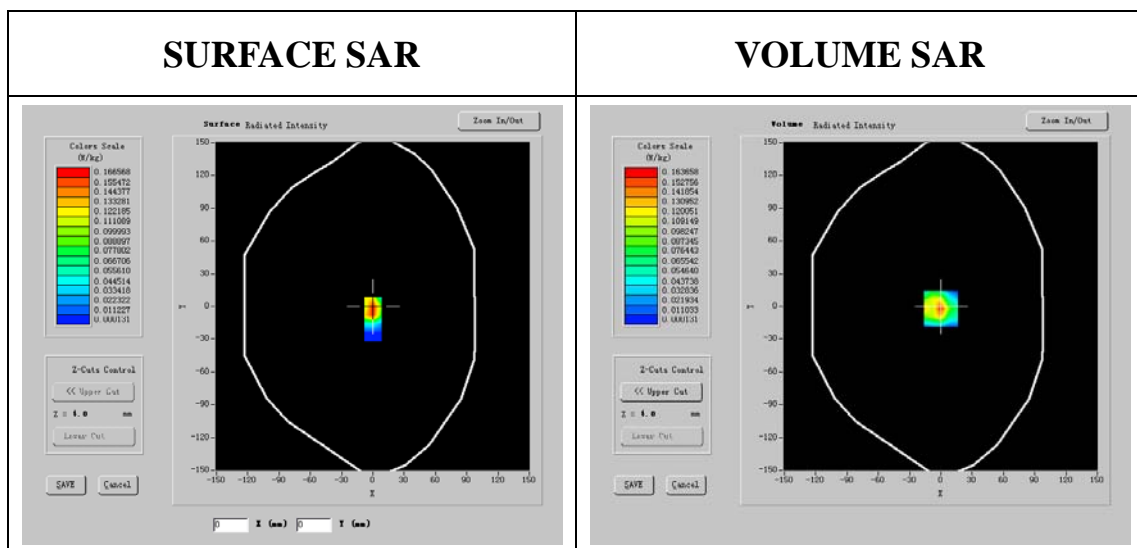 SURFACE SAR
VOLUME SAR
Surface Radiated Intensity
Zoom In/Out
Colors Scale
(W/kg)
0.166568
0.155472
0.144377
0.133281
0.122185
0.111089
0.099993
0.088897
0.077802
0.066706
0.055610
0.044514
0.033418
0.022322
0.011227
0.000131
150
120
90
60
30
0
-30
-60
-90
-120
-150
Y
-150 -120 -90 -60 -30 0 30 60 90 120 150
X
Z-Cuts Control
<< Upper Cut
Z = 4.0 mm
Lower Cut
SAVE Cancel
0 X (mm) 0 Y (mm)
Volume Radiated Intensity
Zoom In/Out
Colors Scale
(W/kg)
0.163658
0.152756
0.141854
0.130952
0.120051
0.109149
0.098247
0.087345
0.076443
0.065542
0.054640
0.043738
0.032836
0.021934
0.011033
0.000131
150
120
90
60
30
0
-30
-60
-90
-120
-150
Y
-150 -120 -90 -60 -30 0 30 60 90 120 150
X
Z-Cuts Control
<< Upper Cut
Z = 4.0 mm
Lower Cut
SAVE Cancel